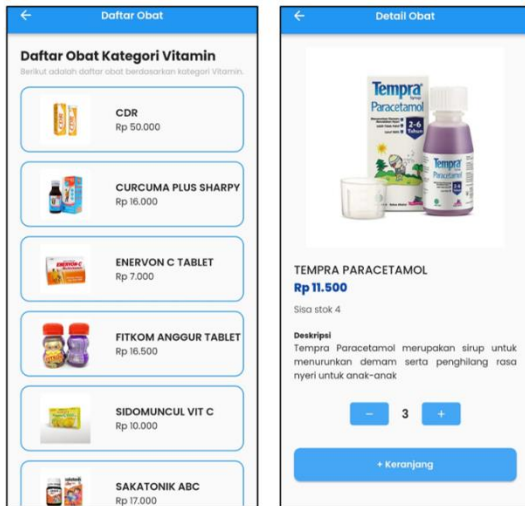 Daftar Obat
Daftar Obat Kategori Vitamin
Berikut adalah daftar obat berdasarkan kategori Vitamin.
CDR
Rp 50.000
CURCUMA PLUS SHARPY
Rp 16.000
ENERVON C TABLET
Rp 7.000
FITKOM ANGGUR TABLET
Rp 16.500
SIDOMUNCUL VIT C
Rp 10.000
SAKATONIK ABC
Rp 17.000
Detail Obat
Tempra
Syrup
Paracetamol
2-6
Tahun
Tempra
Paracetamol
TEMPRA PARACETAMOL
Rp 11.500
Sisa stok 4
Deskripsi
Tempra Paracetamol merupakan sirup untuk
menurunkan demam serta penghilang rasa
nyeri untuk anak-anak
− 3 +
+ Keranjang